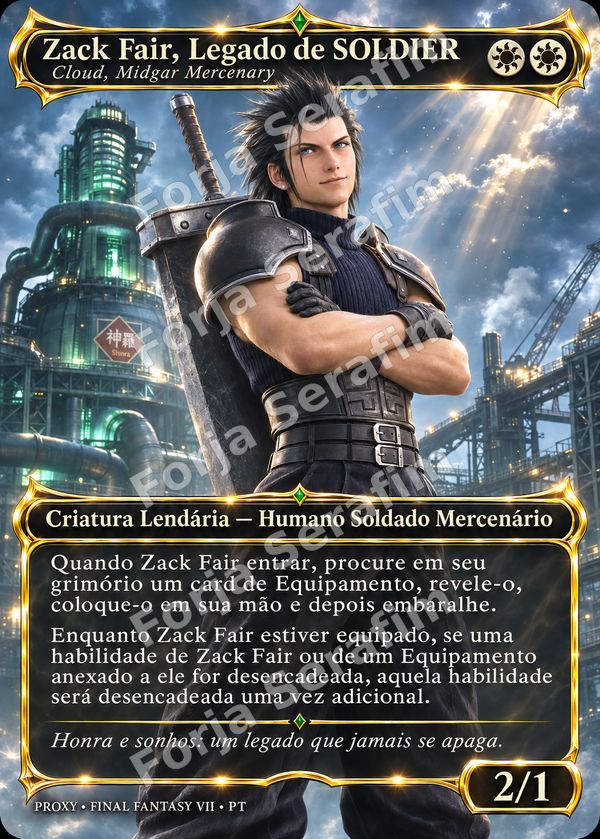 Zack Fair, Legado de SOLDIER
Cloud, Midgar Mercenary
神羅
Shinra
Criatura Lendária — Humano Soldado Mercenário
Quando Zack Fair entrar, procure em seu
grimório um card de Equipamento, revele-o,
coloque-o em sua mão e depois embaralhe.
Enquanto Zack Fair estiver equipado, se uma
habilidade de Zack Fair ou de um Equipamento
anexado a ele for desencadeada, aquela habilidade
será desencadeada uma vez adicional.
Honra e sonhos: um legado que jamais se apaga.
2/1
PROXY • FINAL FANTASY VII • PT
Forja Serafim
Forja Serafim
Forja Serafim
Forja Serafim
Forja Serafim
Forja Serafim